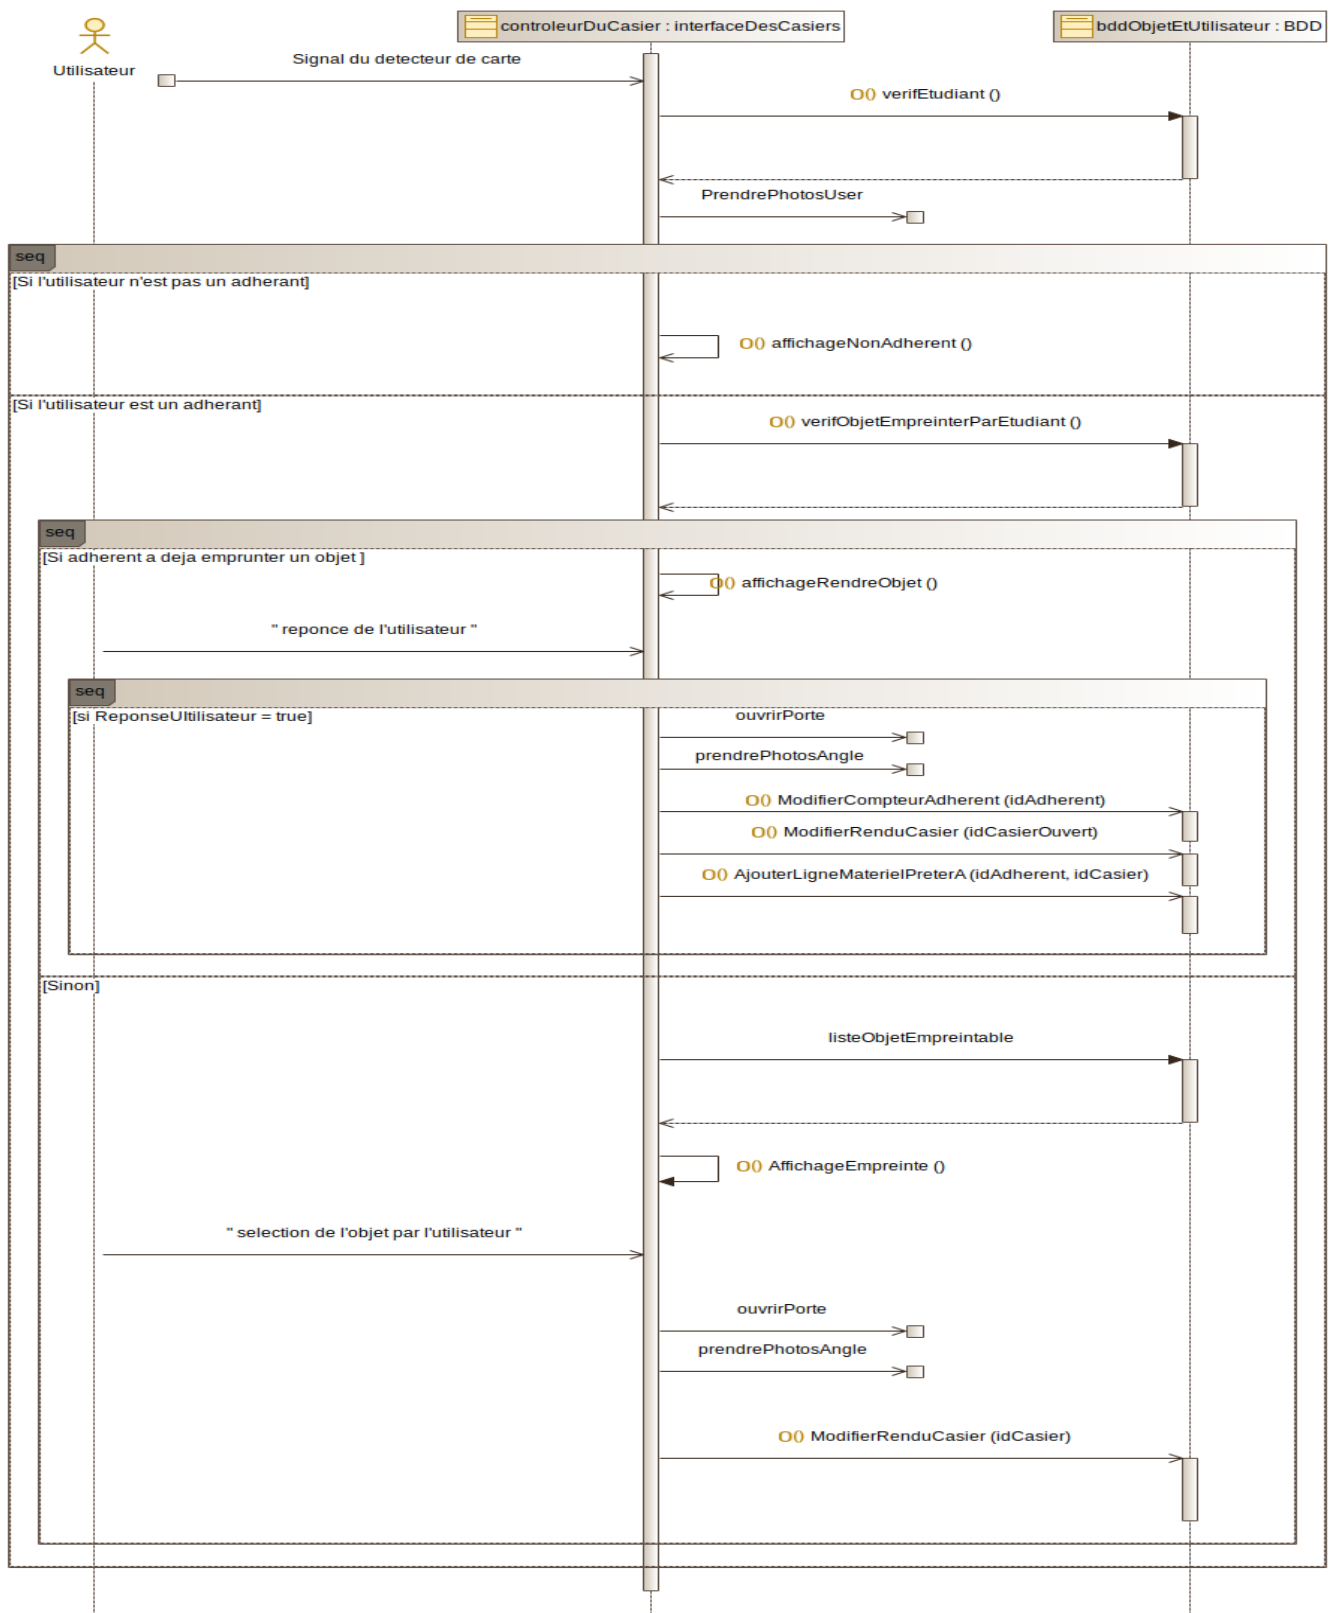 controleurDuCasier : interfaceDesCasiers
bddObjetEtUtilisateur : BDD
Utilisateur
Signal du detecteur de carte
O() verifEtudiant ()
PrendrePhotosUser
seq
[Si l'utilisateur n'est pas un adherant]
O() affichageNonAdherent ()
[Si l'utilisateur est un adherant]
O() verifObjetEmpreinterParEtudiant ()
seq
[Si adherent a deja emprunter un objet ]
O() affichageRendreObjet ()
" reponce de l'utilisateur "
seq
[si ReponseUltilisateur = true]
ouvrirPorte
prendrePhotosAngle
O() ModifierCompteurAdherent (idAdherent)
O() ModifierRenduCasier (idCasierOuvert)
O() AjouterLigneMaterielPreterA (idAdherent, idCasier)
[Sinon]
listeObjetEmpreintable
O() AffichageEmpreinte ()
" selection de l'objet par l'utilisateur "
ouvrirPorte
prendrePhotosAngle
O() ModifierRenduCasier (idCasier)